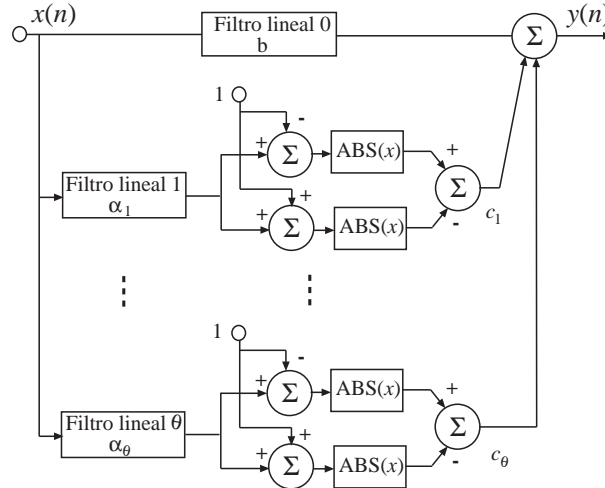 x(n)
Filtro lineal 0
b
Σ
y(n)
1
-
+
Σ
ABS(x)
+
Filtro lineal 1
α1
Σ
+
+
Σ
ABS(x)
-
c1
1
-
+
Σ
ABS(x)
+
Filtro lineal θ
αθ
Σ
+
+
Σ
ABS(x)
-
cθ